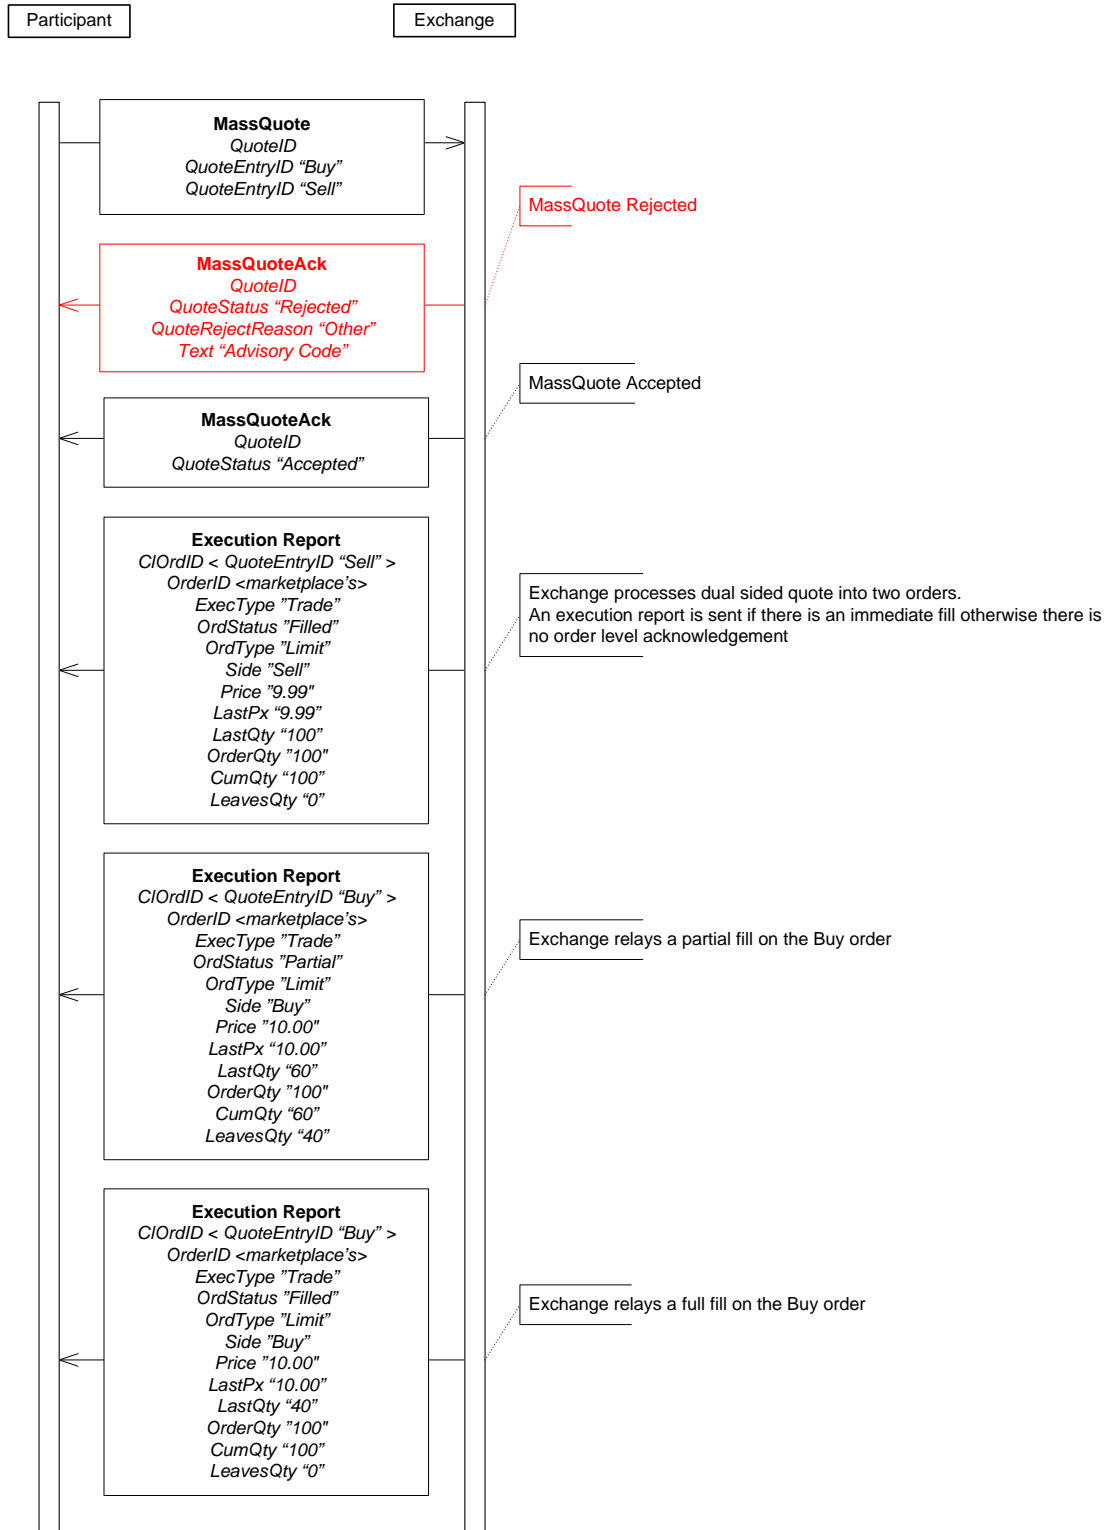 Participant
Exchange
MassQuote
QuoteID
QuoteEntryID “Buy”
QuoteEntryID “Sell”
MassQuote Rejected
MassQuoteAck
QuoteID
QuoteStatus “Rejected”
QuoteRejectReason “Other”
Text “Advisory Code”
MassQuote Accepted
MassQuoteAck
QuoteID
QuoteStatus “Accepted”
Execution Report
ClOrdID < QuoteEntryID “Sell” >
OrderID <marketplace’s>
ExecType ”Trade”
OrdStatus ”Filled”
OrdType ”Limit”
Side ”Sell”
Price ”9.99"
LastPx “9.99”
LastQty “100”
OrderQty ”100"
CumQty “100”
LeavesQty “0”
Exchange processes dual sided quote into two orders.
An execution report is sent if there is an immediate fill otherwise there is
no order level acknowledgement
Execution Report
ClOrdID < QuoteEntryID “Buy” >
OrderID <marketplace’s>
ExecType ”Trade”
OrdStatus ”Partial”
OrdType ”Limit”
Side ”Buy”
Price ”10.00"
LastPx “10.00”
LastQty “60”
OrderQty ”100"
CumQty “60”
LeavesQty “40”
Exchange relays a partial fill on the Buy order
Execution Report
ClOrdID < QuoteEntryID “Buy” >
OrderID <marketplace’s>
ExecType ”Trade”
OrdStatus ”Filled”
OrdType ”Limit”
Side ”Buy”
Price ”10.00"
LastPx “10.00”
LastQty “40”
OrderQty ”100"
CumQty “100”
LeavesQty “0”
Exchange relays a full fill on the Buy order